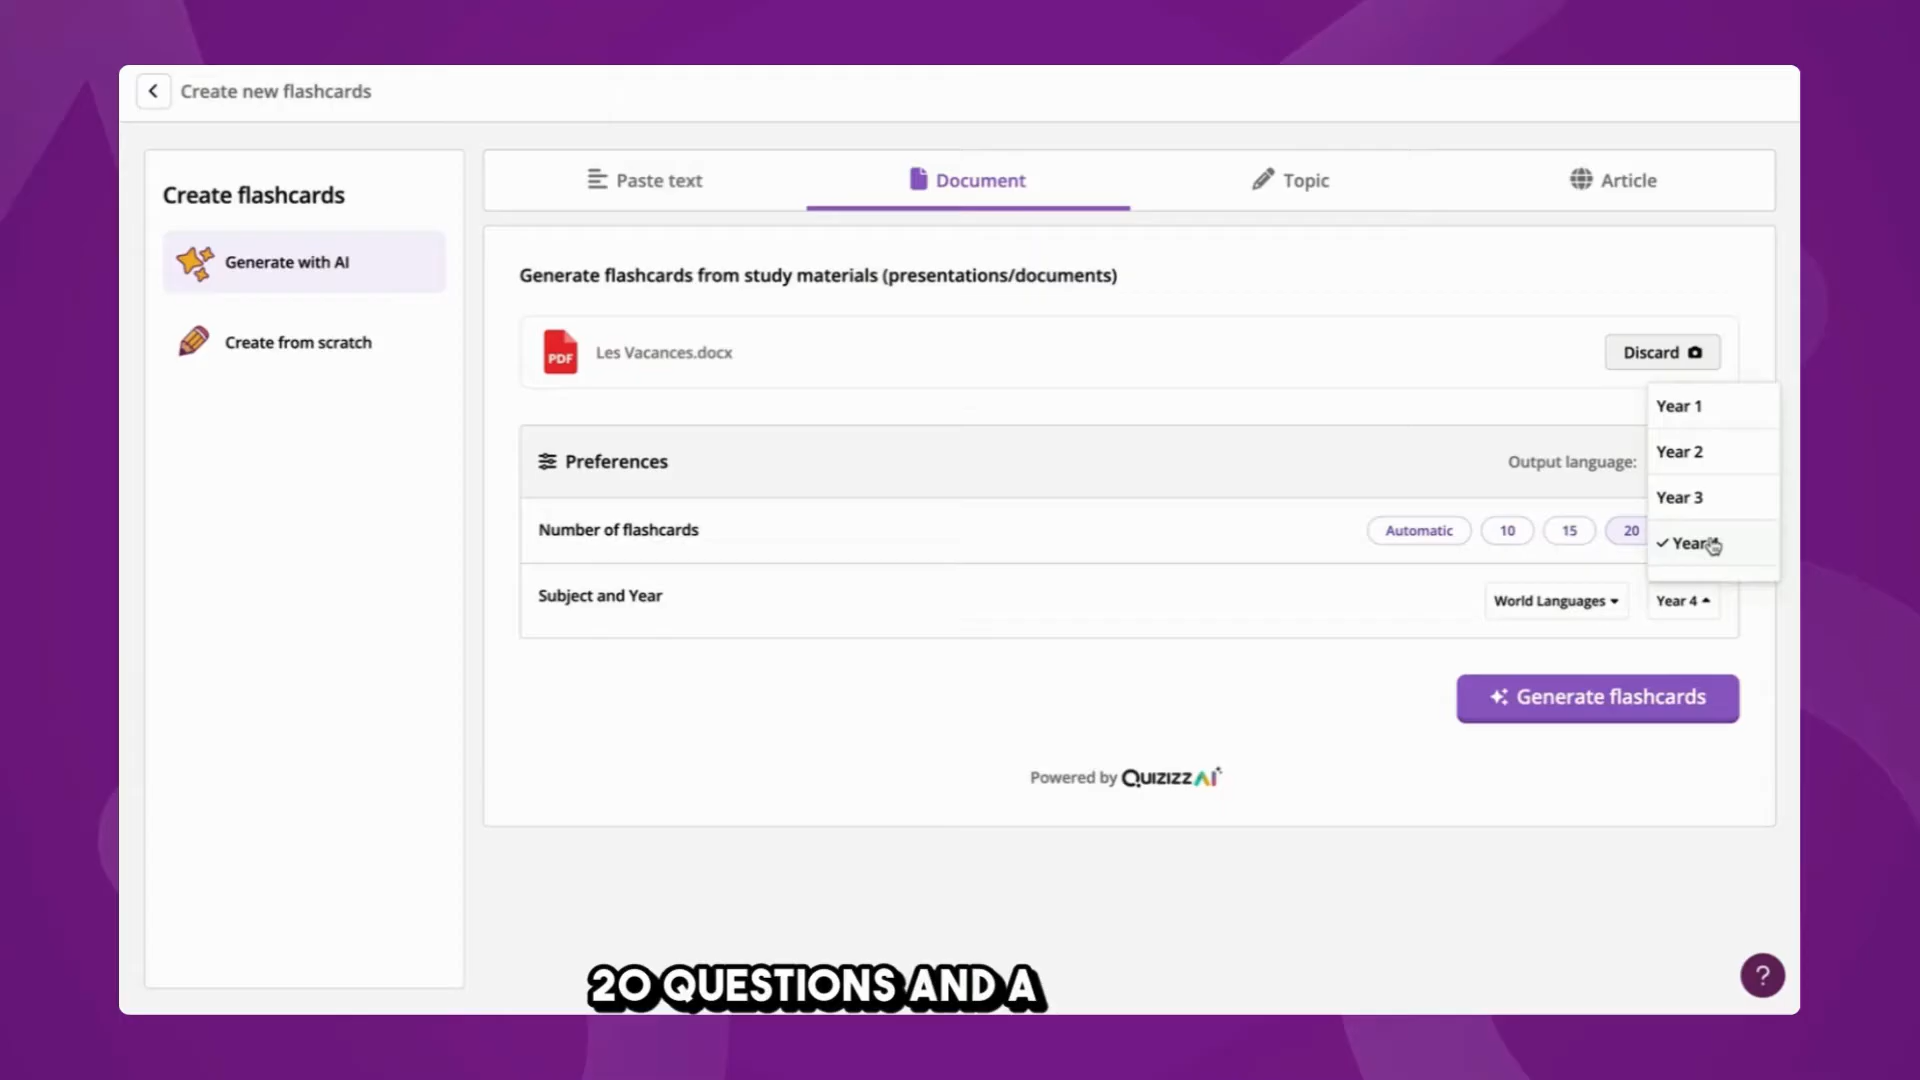 Create new flashcards
Create flashcards
Generate with AI
Create from scratch
Paste text
Document
Topic
Article
Generate flashcards from study materials (presentations/documents)
PDF
Les Vacances.docx
Discard
Year 1
Year 2
Year 3
Year
Preferences
Output language:
Number of flashcards
Automatic
10
15
20
Subject and Year
World Languages
Year 4
Generate flashcards
Powered by QUIZIZZ AI
20 QUESTIONS AND A
?